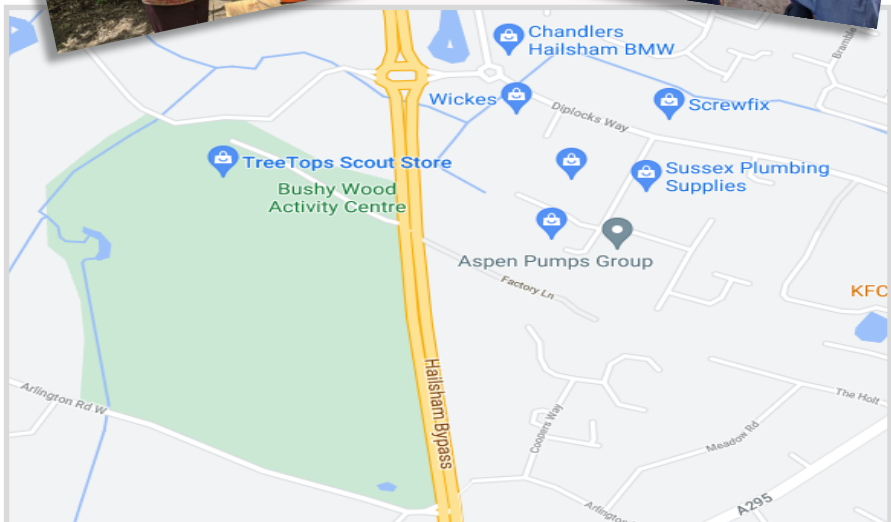 Chandlers
Hailsham BMW
Wickes
Screwfix
Diplocks Way
TreeTops Scout Store
Sussex Plumbing
Supplies
Bushy Wood
Activity Centre
Aspen Pumps Group
Factory Ln
KFC
Hailsham Bypass
Arlington Rd W
The Holt
Coopers Way
Meadow Rd
A295